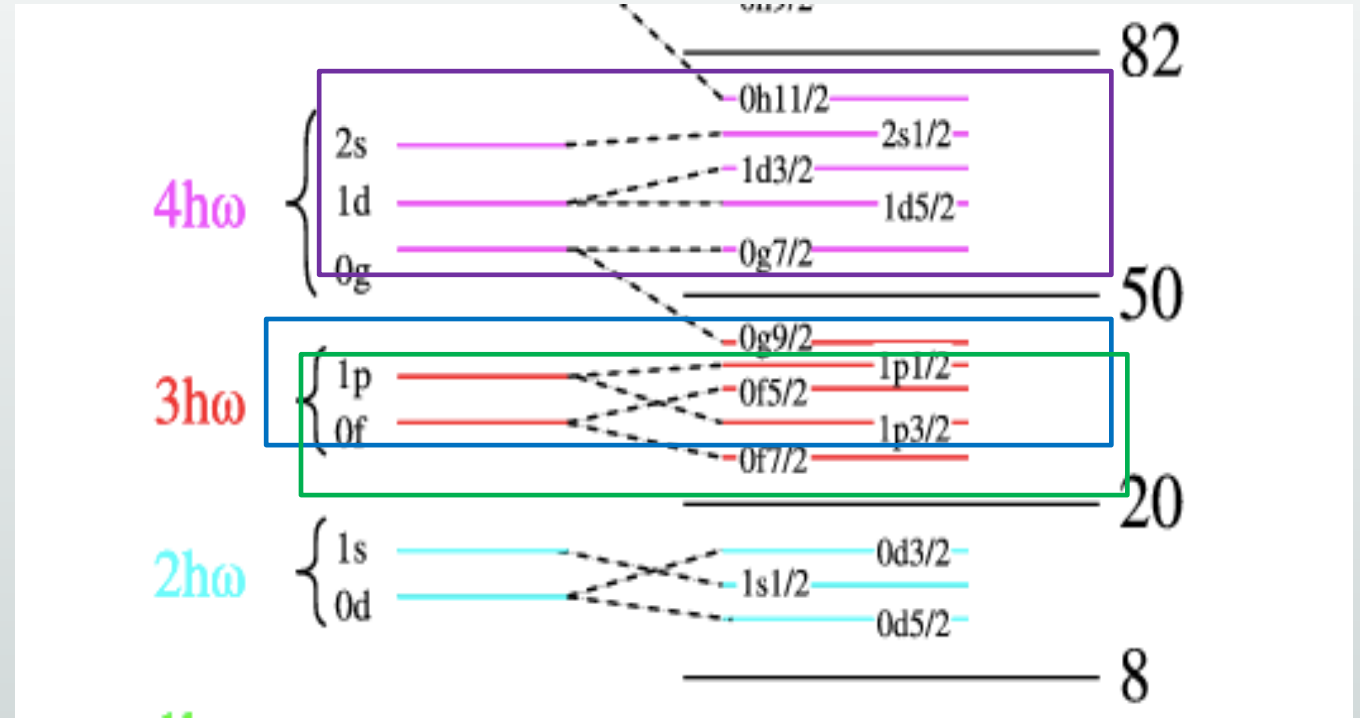 82
0h11/2
2s
2s1/2
1d3/2
4hω
1d
1d5/2
0g
0g7/2
50
0g9/2
1p
1p1/2
3hω
0f5/2
0f
1p3/2
0f7/2
20
1s
0d3/2
2hω
1s1/2
0d
0d5/2
8